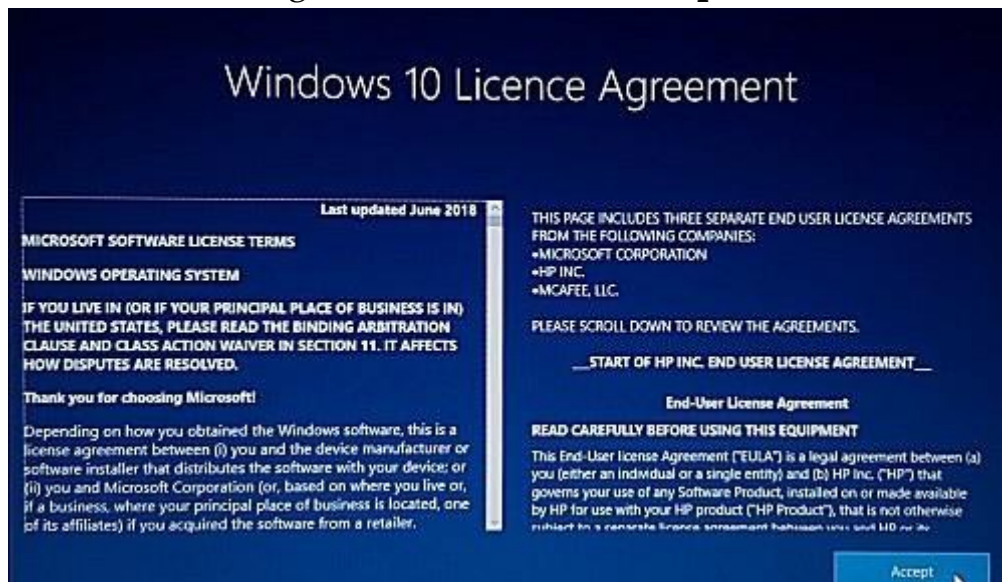 Windows 10 Licence Agreement
Last updated June 2018
MICROSOFT SOFTWARE LICENSE TERMS
WINDOWS OPERATING SYSTEM
IF YOU LIVE IN (OR IF YOUR PRINCIPAL PLACE OF BUSINESS IS IN)
THE UNITED STATES, PLEASE READ THE BINDING ARBITRATION
CLAUSE AND CLASS ACTION WAIVER IN SECTION 11. IT AFFECTS
HOW DISPUTES ARE RESOLVED.
Thank you for choosing Microsoft!
Depending on how you obtained the Windows software, this is a
license agreement between (i) you and the device manufacturer or
software installer that distributes the software with your device; or
(ii) you and Microsoft Corporation (or, based on where you live or,
if a business, where your principal place of business is located, one
of its affiliates) if you acquired the software from a retailer.
THIS PAGE INCLUDES THREE SEPARATE END USER LICENSE AGREEMENTS
FROM THE FOLLOWING COMPANIES:
•MICROSOFT CORPORATION
•HP INC.
•MCAFEE, LLC.
PLEASE SCROLL DOWN TO REVIEW THE AGREEMENTS.
__START OF HP INC. END USER LICENSE AGREEMENT__
End-User License Agreement
READ CAREFULLY BEFORE USING THIS EQUIPMENT
This End-User license Agreement ("EULA") is a legal agreement between (a)
you (either an individual or a single entity) and (b) HP Inc. ("HP") that
governs your use of any Software Product, installed on or made available
by HP for use with your HP product ("HP Product"), that is not otherwise
subject to a separate licence agreement between you and HP or its
Accept